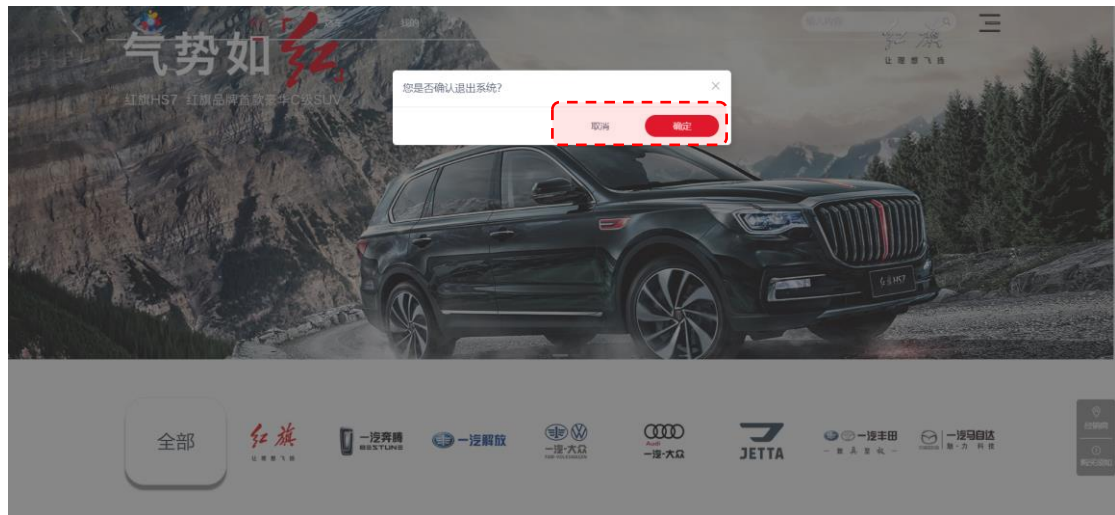 气势如「红」
红旗HS7 红旗品牌首款豪华C级SUV
让理想飞扬
您是否确认退出系统?
取消
确定
HS7
全部
红旗
让理想飞扬
一汽奔腾
BESTUNE
一汽解放
一汽-大众
Audi
一汽-大众
JETTA
一汽丰田
一汽马自达